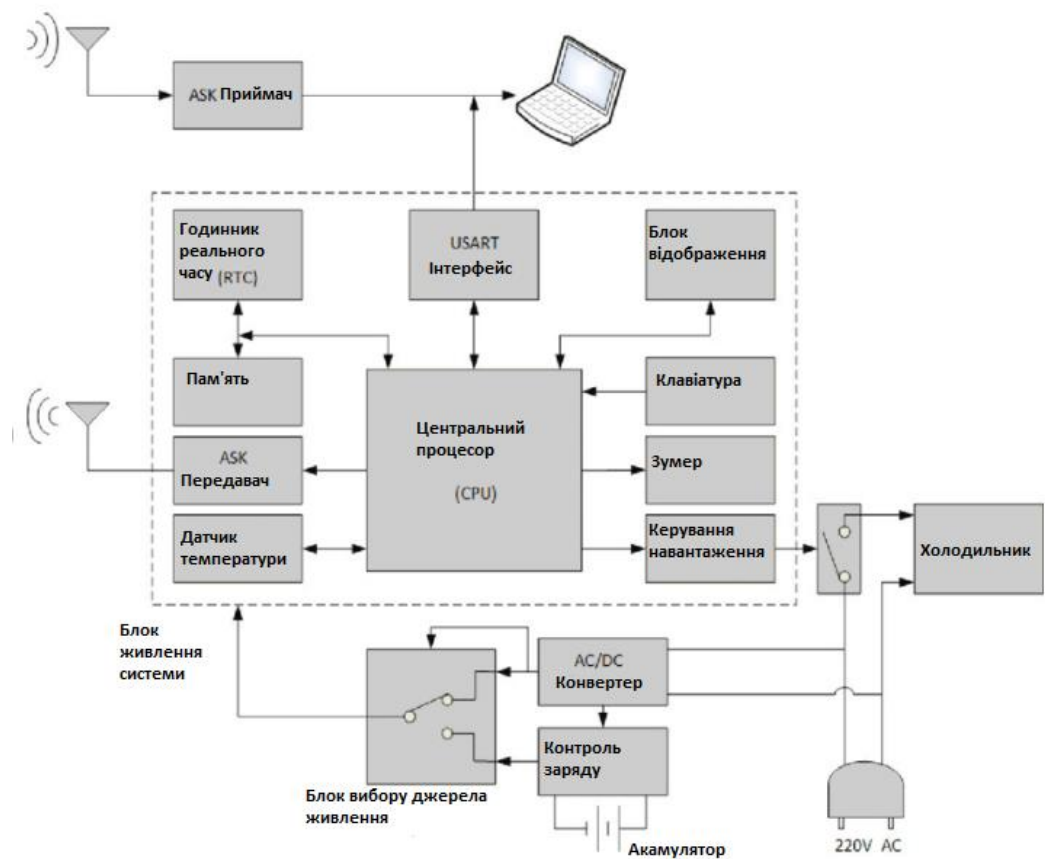 ASK Приймач
Годинник
реального
часу (RTC)
USART
Інтерфейс
Блок
відображення
Пам'ять
Центральний
процесор
(CPU)
Клавіатура
ASK
Передавач
Зумер
Датчик
температури
Керування
навантаження
Холодильник
Блок
живлення
системи
AC/DC
Конвертер
Контроль
заряду
Блок вибору джерела
живлення
Акамулятор
220V AC